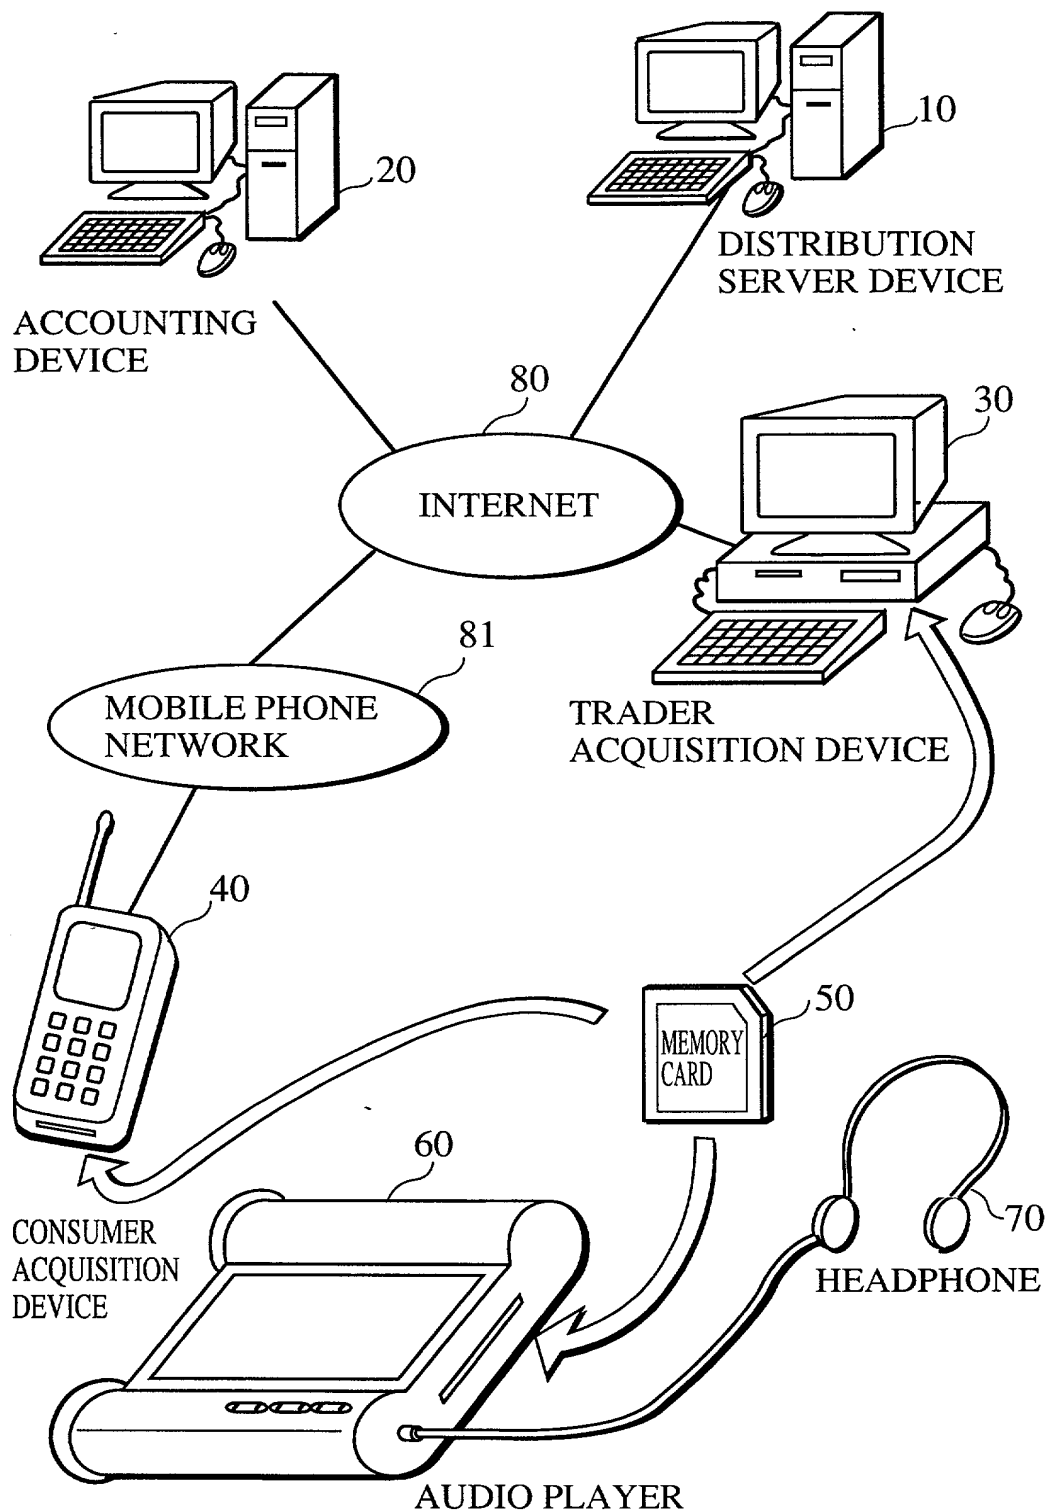 10
20
DISTRIBUTION
SERVER DEVICE
ACCOUNTING
DEVICE
80
30
INTERNET
81
MOBILE PHONE
NETWORK
TRADER
ACQUISITION DEVICE
40
50
MEMORY
CARD
60
70
CONSUMER
ACQUISITION
DEVICE
HEADPHONE
AUDIO PLAYER